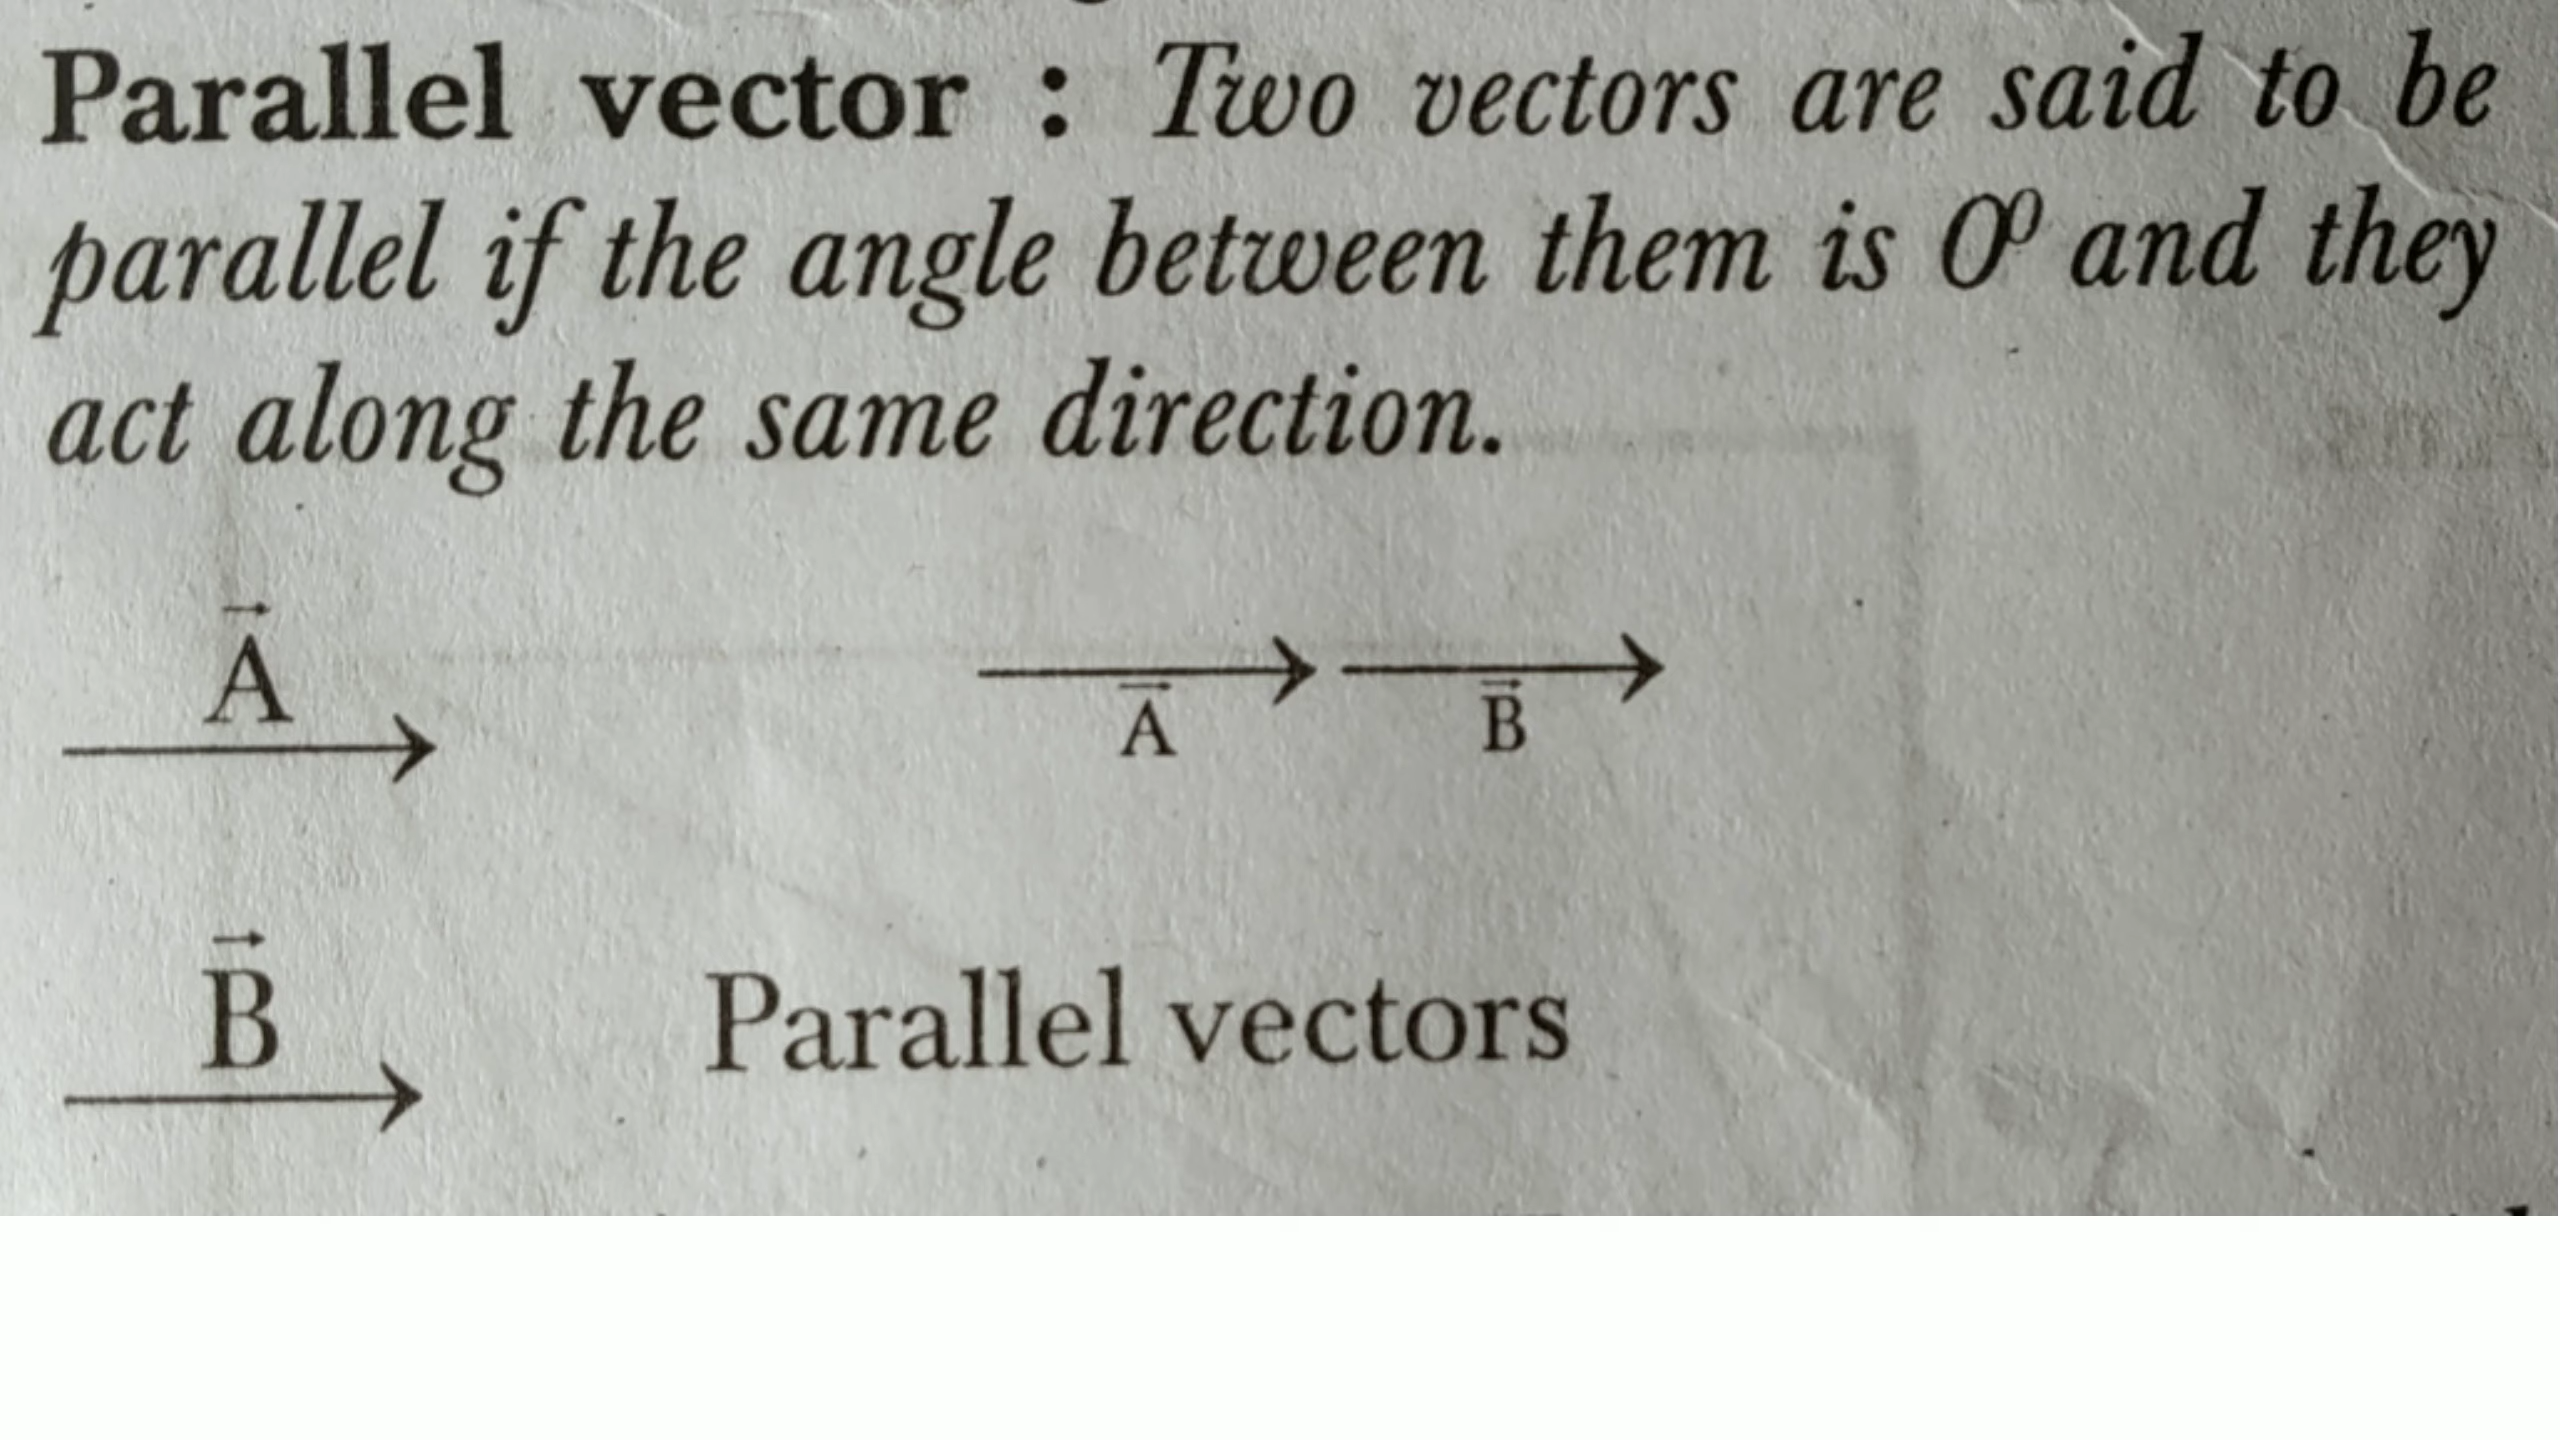 Parallel vector : Two vectors are said to be
parallel if the angle between them is 0⁰ and they
act along the same direction.
A⃗
A⃗ B⃗
B⃗
Parallel vectors